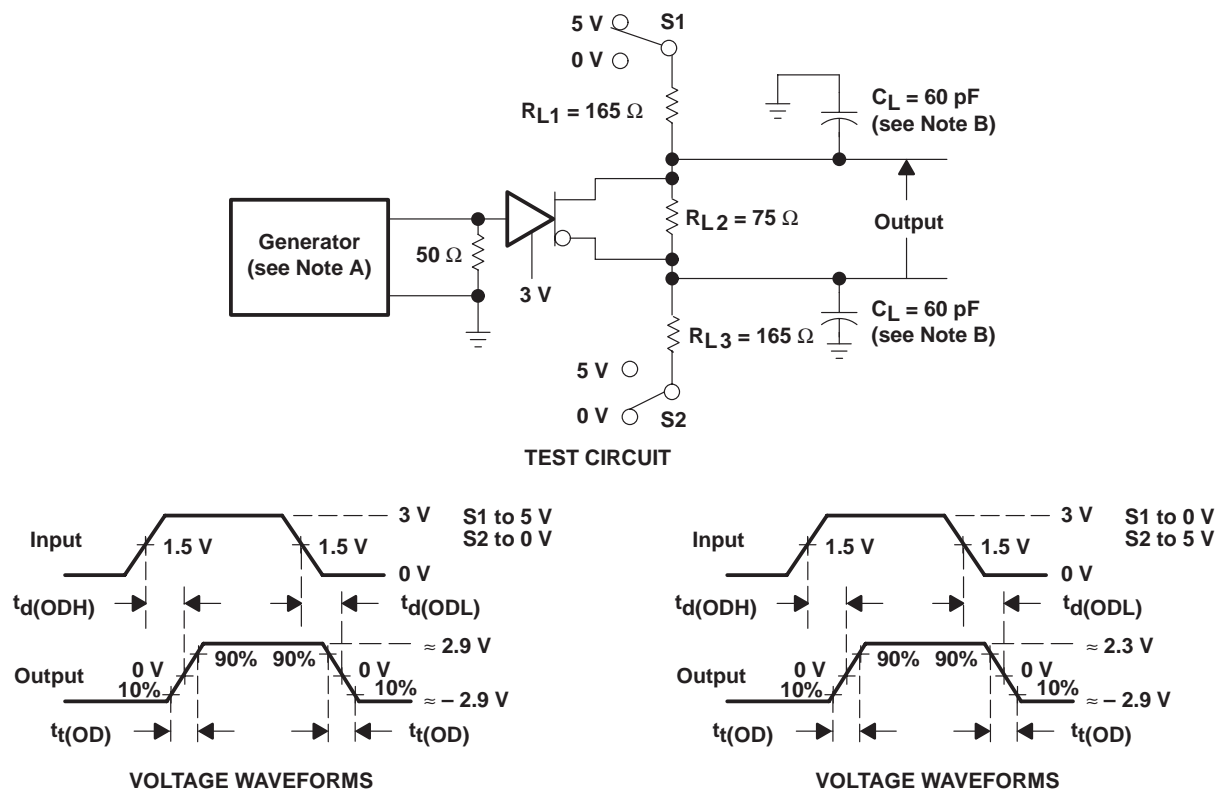 5 V
S1
0 V
RL1 = 165 Ω
CL = 60 pF
(see Note B)
Generator
(see Note A)
50 Ω
3 V
RL2 = 75 Ω
Output
RL3 = 165 Ω
CL = 60 pF
(see Note B)
5 V
0 V
S2
TEST CIRCUIT
Input
1.5 V
1.5 V
3 V
0 V
S1 to 5 V
S2 to 0 V
td(ODH)
td(ODL)
Output
0 V
10%
90%
90%
0 V
10%
≈ 2.9 V
≈ – 2.9 V
tt(OD)
tt(OD)
VOLTAGE WAVEFORMS
Input
1.5 V
1.5 V
3 V
0 V
S1 to 0 V
S2 to 5 V
td(ODH)
td(ODL)
Output
0 V
10%
90%
90%
0 V
10%
≈ 2.3 V
≈ – 2.9 V
tt(OD)
tt(OD)
VOLTAGE WAVEFORMS